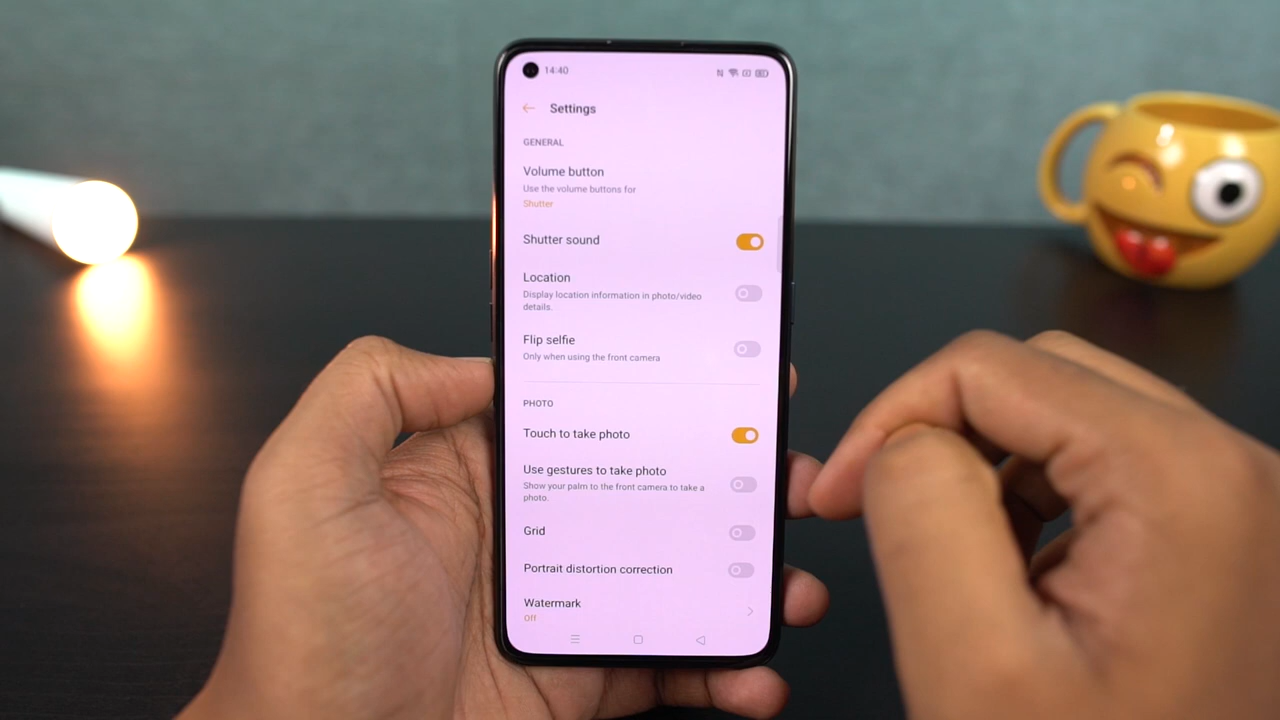 14:40
Settings
GENERAL
Volume button
Use the volume buttons for
Shutter
Shutter sound
Location
Display location information in photo/video
details.
Flip selfie
Only when using the front camera
PHOTO
Touch to take photo
Use gestures to take photo
Show your palm to the front camera to take a
photo.
Grid
Portrait distortion correction
Watermark
Off